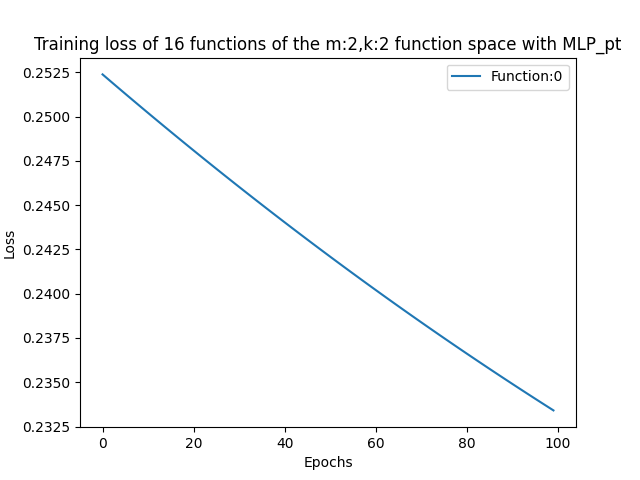 Training loss of 16 functions of the m:2,k:2 function space with MLP_pt
Function:0
0.2525
0.2500
0.2475
0.2450
0.2425
0.2400
0.2375
0.2350
0.2325
Loss
0 20 40 60 80 100
Epochs